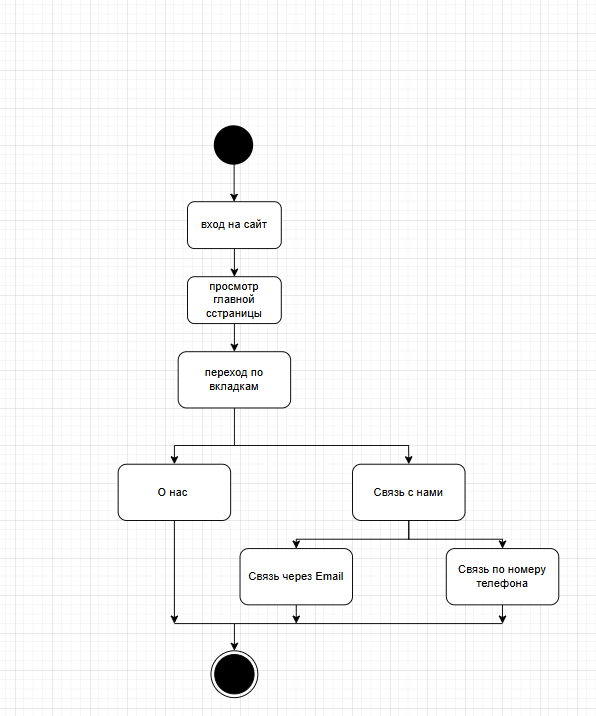 вход на сайт
просмотр
главной
сстраницы
переход по
вкладкам
О нас
Связь с нами
Связь через Email
Связь по номеру
телефона